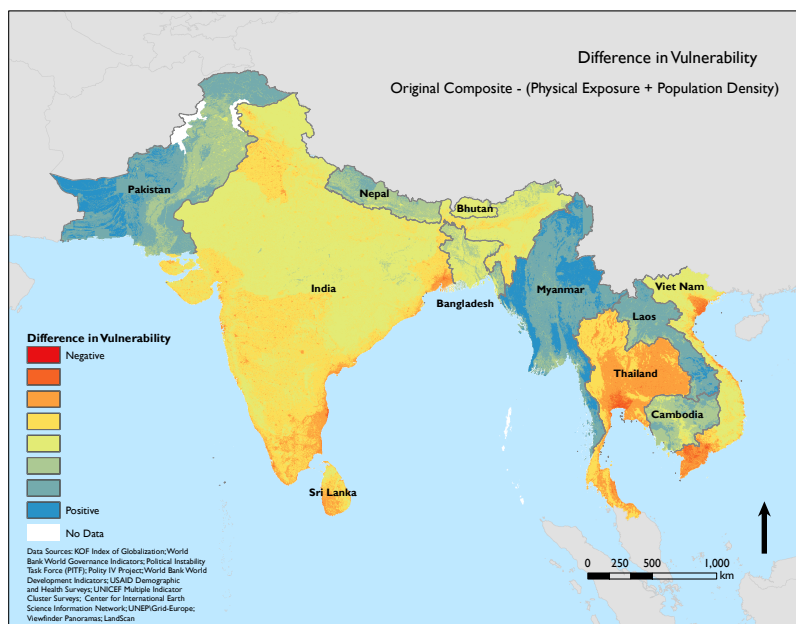 Difference in Vulnerability
Original Composite - (Physical Exposure + Population Density)
Pakistan
Nepal
Bhutan
India
Bangladesh
Myanmar
Viet Nam
Laos
Thailand
Cambodia
Sri Lanka
Difference in Vulnerability
Negative
Positive
No Data
Data Sources: KOF Index of Globalization; World
Bank World Governance Indicators; Political Instability
Task Force (PITF); Polity IV Project; World Bank World
Development Indicators; USAID Demographic
and Health Surveys; UNICEF Multiple Indicator
Cluster Surveys; Center for International Earth
Science Information Network; UNEP\Grid-Europe;
Viewfinder Panoramas; LandScan
0 250 500 1,000
km